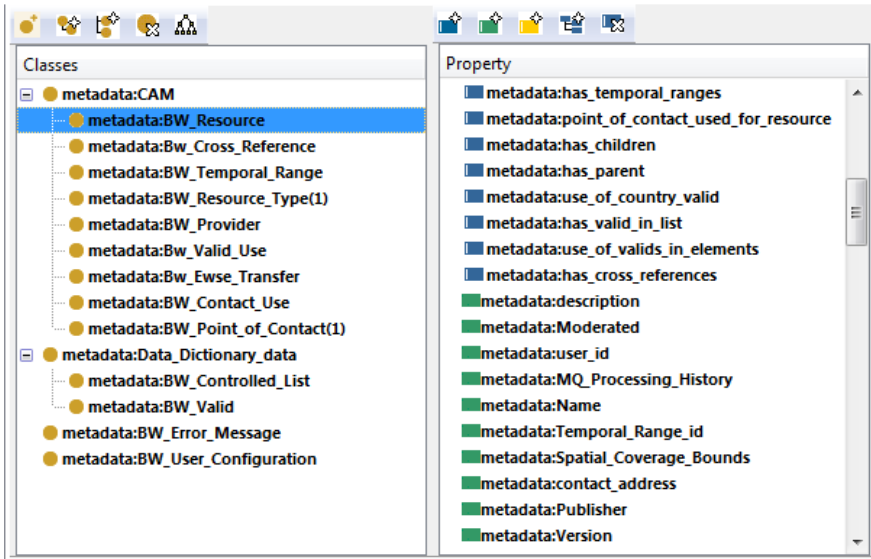 Classes
metadata:CAM
metadata:BW_Resource
metadata:Bw_Cross_Reference
metadata:BW_Temporal_Range
metadata:BW_Resource_Type(1)
metadata:BW_Provider
metadata:Bw_Valid_Use
metadata:Bw_Ewse_Transfer
metadata:BW_Contact_Use
metadata:BW_Point_of_Contact(1)
metadata:Data_Dictionary_data
metadata:BW_Controlled_List
metadata:BW_Valid
metadata:BW_Error_Message
metadata:BW_User_Configuration
Property
metadata:has_temporal_ranges
metadata:point_of_contact_used_for_resource
metadata:has_children
metadata:has_parent
metadata:use_of_country_valid
metadata:has_valid_in_list
metadata:use_of_valids_in_elements
metadata:has_cross_references
metadata:description
metadata:Moderated
metadata:user_id
metadata:MQ_Processing_History
metadata:Name
metadata:Temporal_Range_id
metadata:Spatial_Coverage_Bounds
metadata:contact_address
metadata:Publisher
metadata:Version